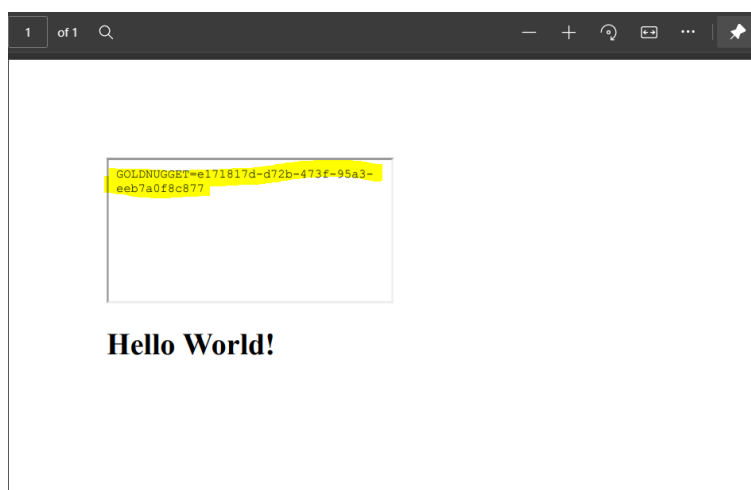 1 of 1
GOLDNUGGET=e171817d-d72b-473f-95a3-
eeb7a0f8c877
Hello World!